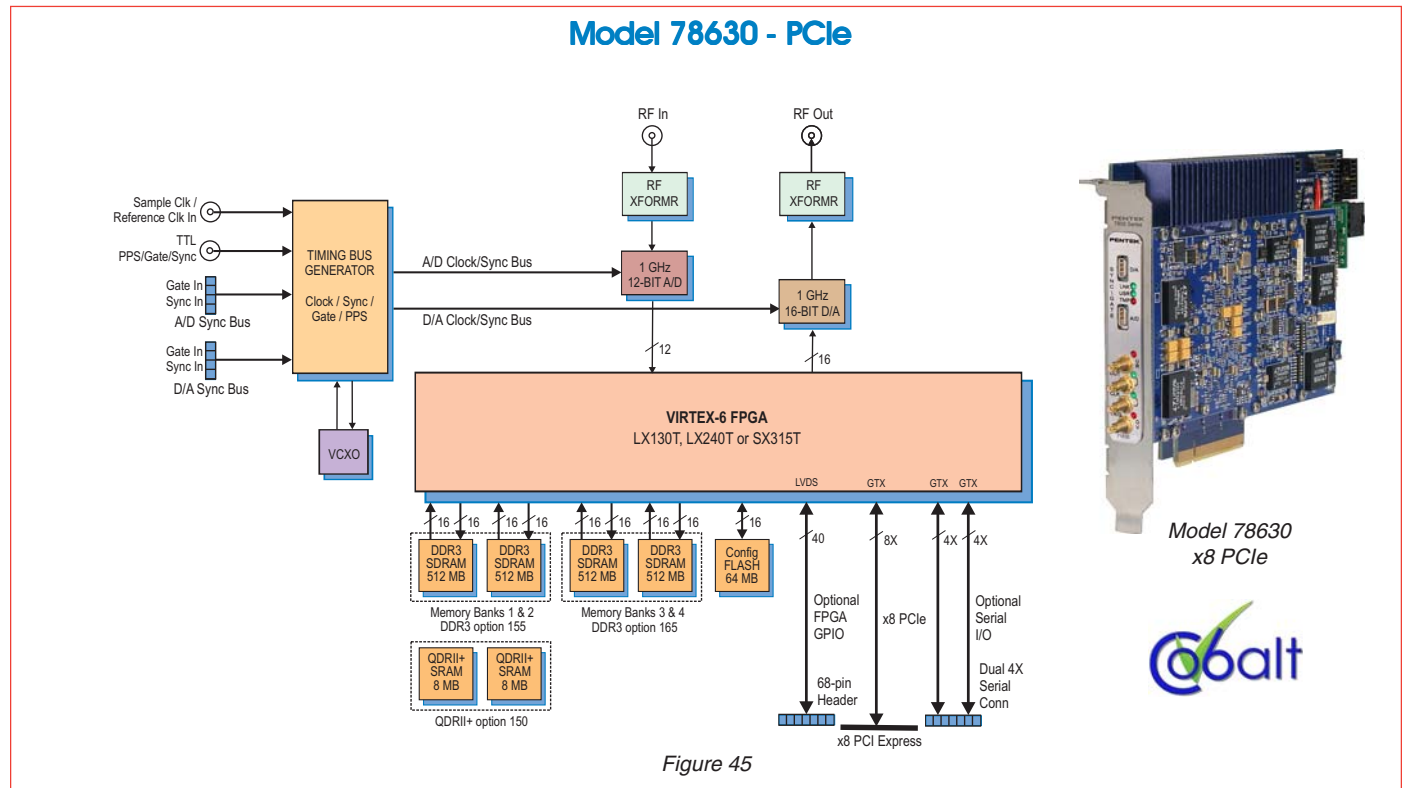 Model 78630 - PCIe
RF In
RF Out
Sample Clk /
Reference Clk In
TTL
PPS/Gate/Sync
Gate In
Sync In
A/D Sync Bus
Gate In
Sync In
D/A Sync Bus
TIMING BUS
GENERATOR
Clock / Sync /
Gate / PPS
VCXO
A/D Clock/Sync Bus
D/A Clock/Sync Bus
RF
XFORMR
RF
XFORMR
1 GHz
12-BIT A/D
1 GHz
16-BIT D/A
12
16
VIRTEX-6 FPGA
LX130T, LX240T or SX315T
LVDS
GTX
GTX
GTX
16
16
16
16
16
16
16
16
16
40
8X
4X
4X
DDR3
SDRAM
512 MB
DDR3
SDRAM
512 MB
DDR3
SDRAM
512 MB
DDR3
SDRAM
512 MB
Config
FLASH
64 MB
Memory Banks 1 & 2
DDR3 option 155
Memory Banks 3 & 4
DDR3 option 165
QDRII+
SRAM
8 MB
QDRII+
SRAM
8 MB
QDRII+ option 150
Optional
FPGA
GPIO
68-pin
Header
x8 PCIe
x8 PCI Express
Optional
Serial
I/O
Dual 4X
Serial
Conn
PENTEK
PENTEK
SYNC/GATE
D/A
LNK
USR
TMP
A/D
Model 78630
x8 PCIe
Cobalt
Figure 45